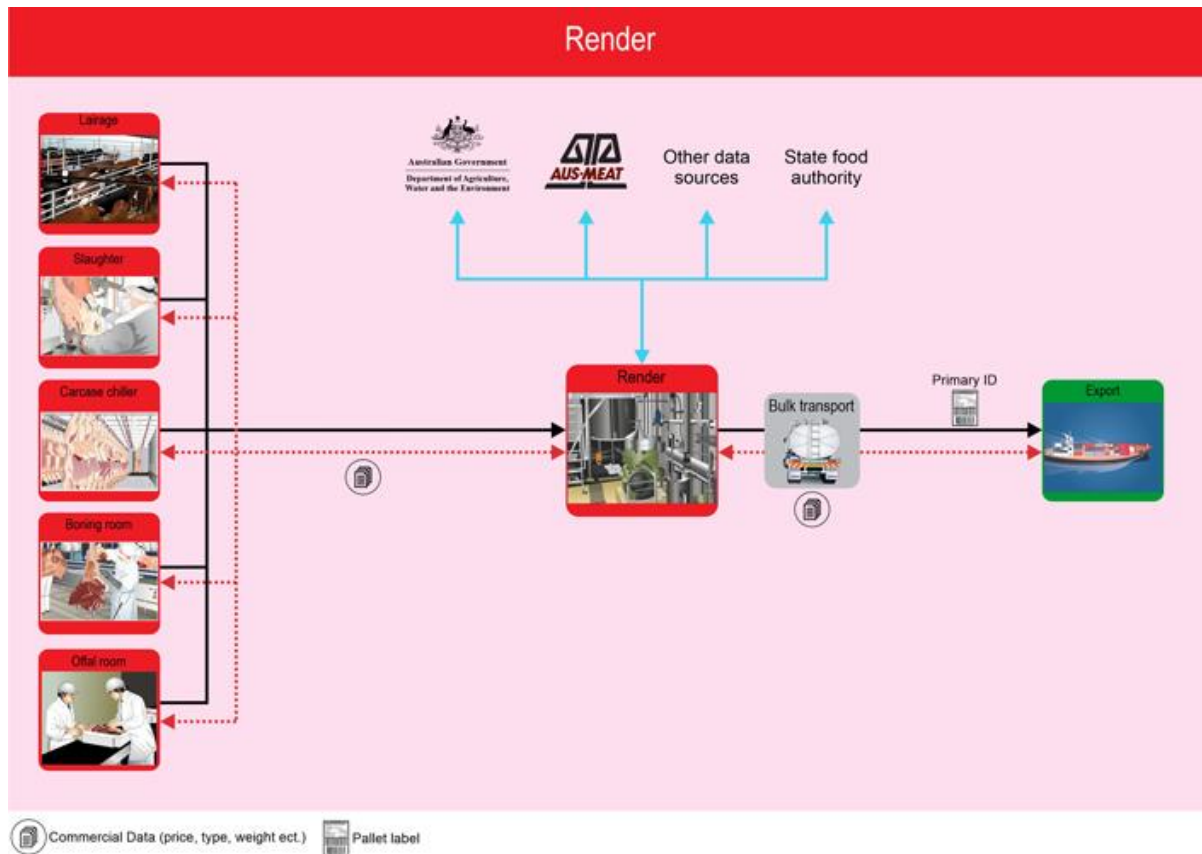 Render
Lairage
Slaughter
Carcase chiller
Boning room
Offal room
Australian Government
Department of Agriculture,
Water and the Environment
AUS-MEAT
Other data
sources
State food
authority
Render
Bulk transport
Primary ID
Export
Commercial Data (price, type, weight ect.)
Pallet label